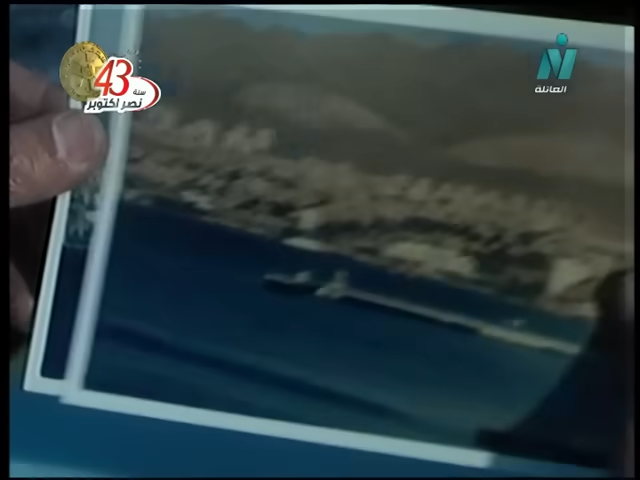 43
سنة
نصر اكتوبر
العائلة